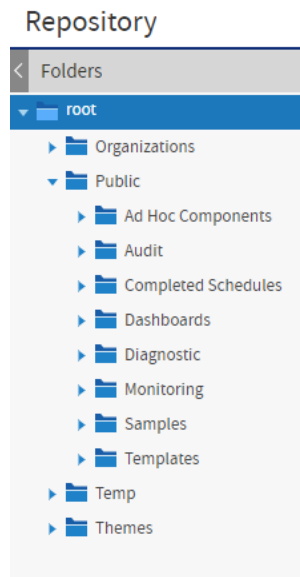 Repository
Folders
root
Organizations
Public
Ad Hoc Components
Audit
Completed Schedules
Dashboards
Diagnostic
Monitoring
Samples
Templates
Temp
Themes